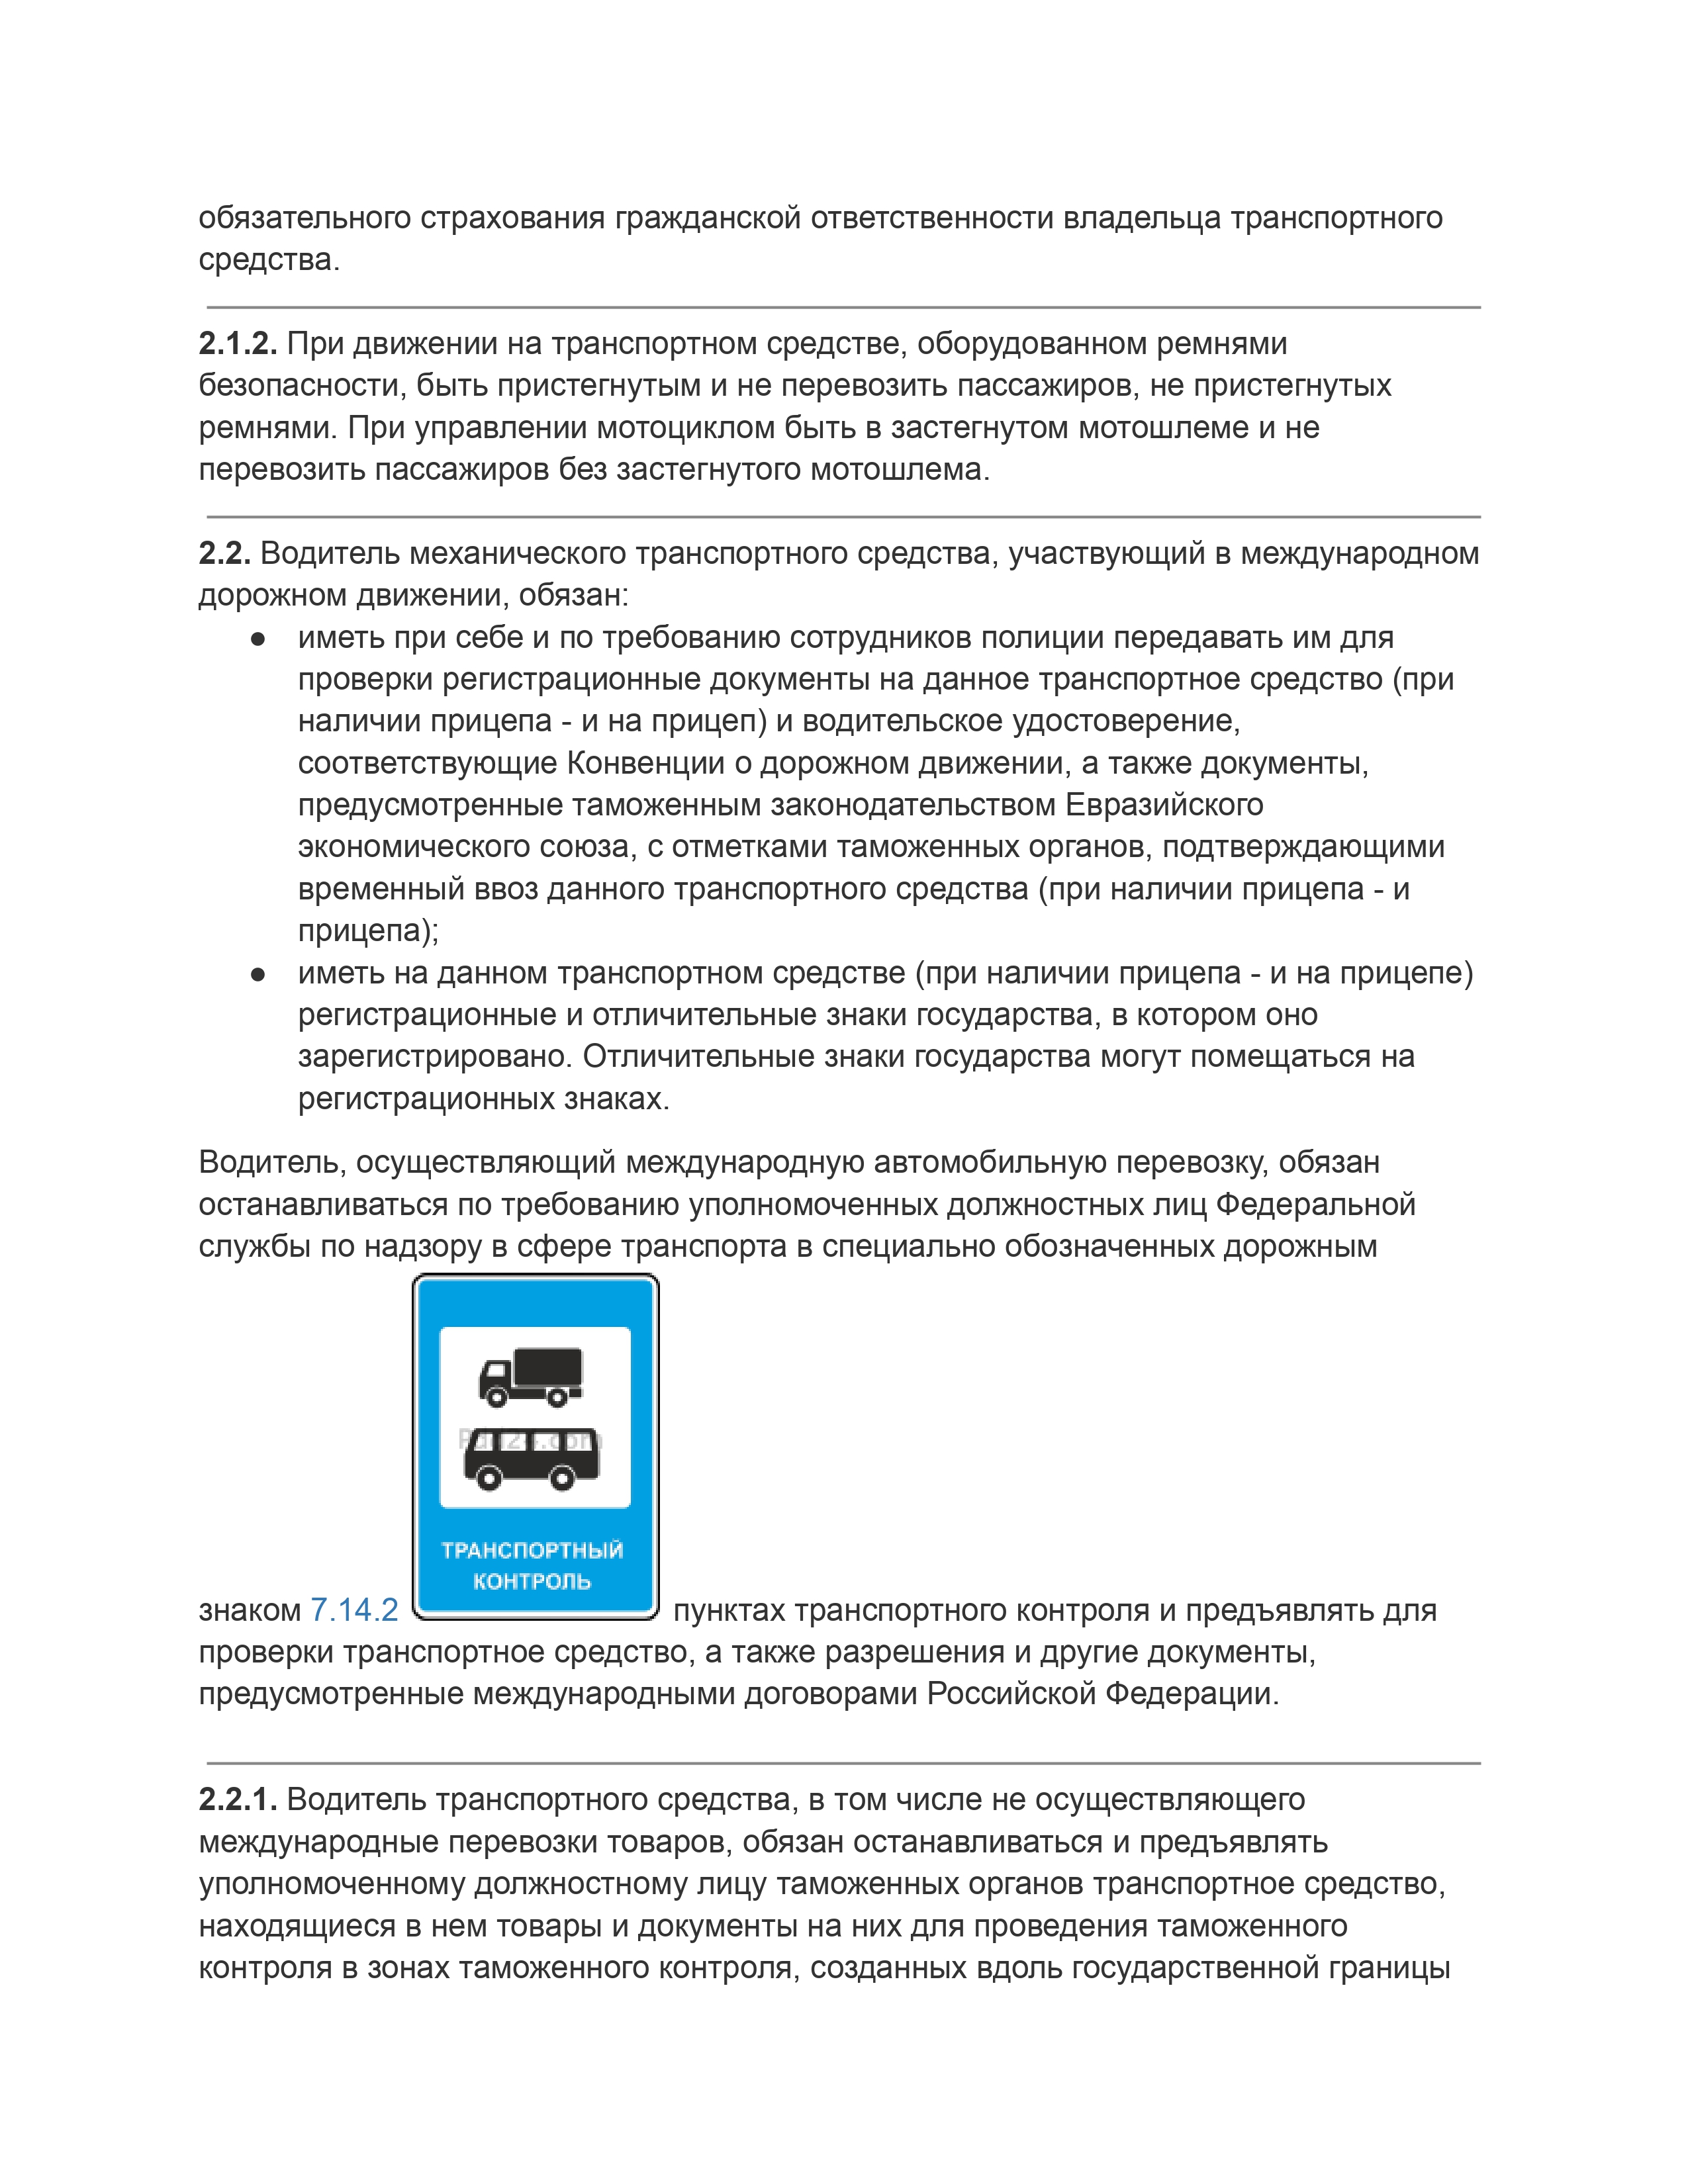 обязательного страхования гражданской ответственности владельца транспортного
средства.
2.1.2. При движении на транспортном средстве, оборудованном ремнями
безопасности, быть пристегнутым и не перевозить пассажиров, не пристегнутых
ремнями. При управлении мотоциклом быть в застегнутом мотошлеме и не
перевозить пассажиров без застегнутого мотошлема.
2.2. Водитель механического транспортного средства, участвующий в международном
дорожном движении, обязан:
● иметь при себе и по требованию сотрудников полиции передавать им для
проверки регистрационные документы на данное транспортное средство (при
наличии прицепа - и на прицеп) и водительское удостоверение,
соответствующие Конвенции о дорожном движении, а также документы,
предусмотренные таможенным законодательством Евразийского
экономического союза, с отметками таможенных органов, подтверждающими
временный ввоз данного транспортного средства (при наличии прицепа - и
прицепа);
● иметь на данном транспортном средстве (при наличии прицепа - и на прицепе)
регистрационные и отличительные знаки государства, в котором оно
зарегистрировано. Отличительные знаки государства могут помещаться на
регистрационных знаках.
Водитель, осуществляющий международную автомобильную перевозку, обязан
останавливаться по требованию уполномоченных должностных лиц Федеральной
службы по надзору в сфере транспорта в специально обозначенных дорожным
Pdd24.com
ТРАНСПОРТНЫЙ
КОНТРОЛЬ
знаком 7.14.2 пунктах транспортного контроля и предъявлять для
проверки транспортное средство, а также разрешения и другие документы,
предусмотренные международными договорами Российской Федерации.
2.2.1. Водитель транспортного средства, в том числе не осуществляющего
международные перевозки товаров, обязан останавливаться и предъявлять
уполномоченному должностному лицу таможенных органов транспортное средство,
находящиеся в нем товары и документы на них для проведения таможенного
контроля в зонах таможенного контроля, созданных вдоль государственной границы